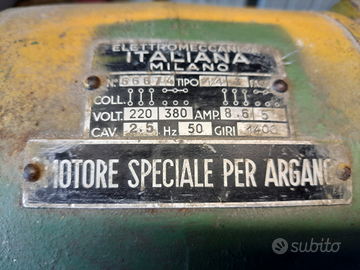 ELETTROMECCANICA
ITALIANA
MILANO
N. TIPO
COLL.
VOLT. 220 380 AMP. 8.6 5
CAV. 2.5 Hz 50 GIRI 1400
MOTORE SPECIALE PER ARGANO
subito